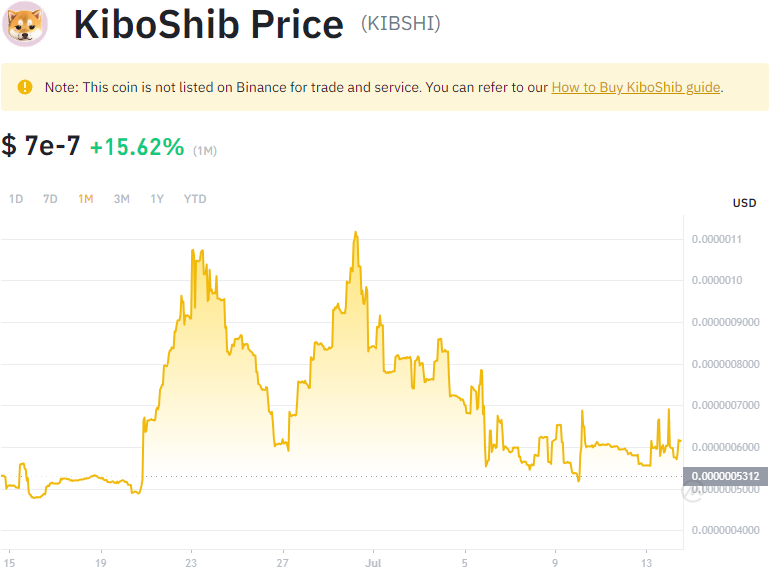 KiboShib Price (KIBSHI)
Note: This coin is not listed on Binance for trade and service. You can refer to our How to Buy KiboShib guide.
$ 7e-7 +15.62% (1M)
1D 7D 1M 3M 1Y YTD
USD
0.0000011
0.0000010
0.0000009000
0.0000008000
0.0000007000
0.0000006000
0.0000005312
0.0000005000
0.0000004000
15 19 23 27 Jul 5 9 13